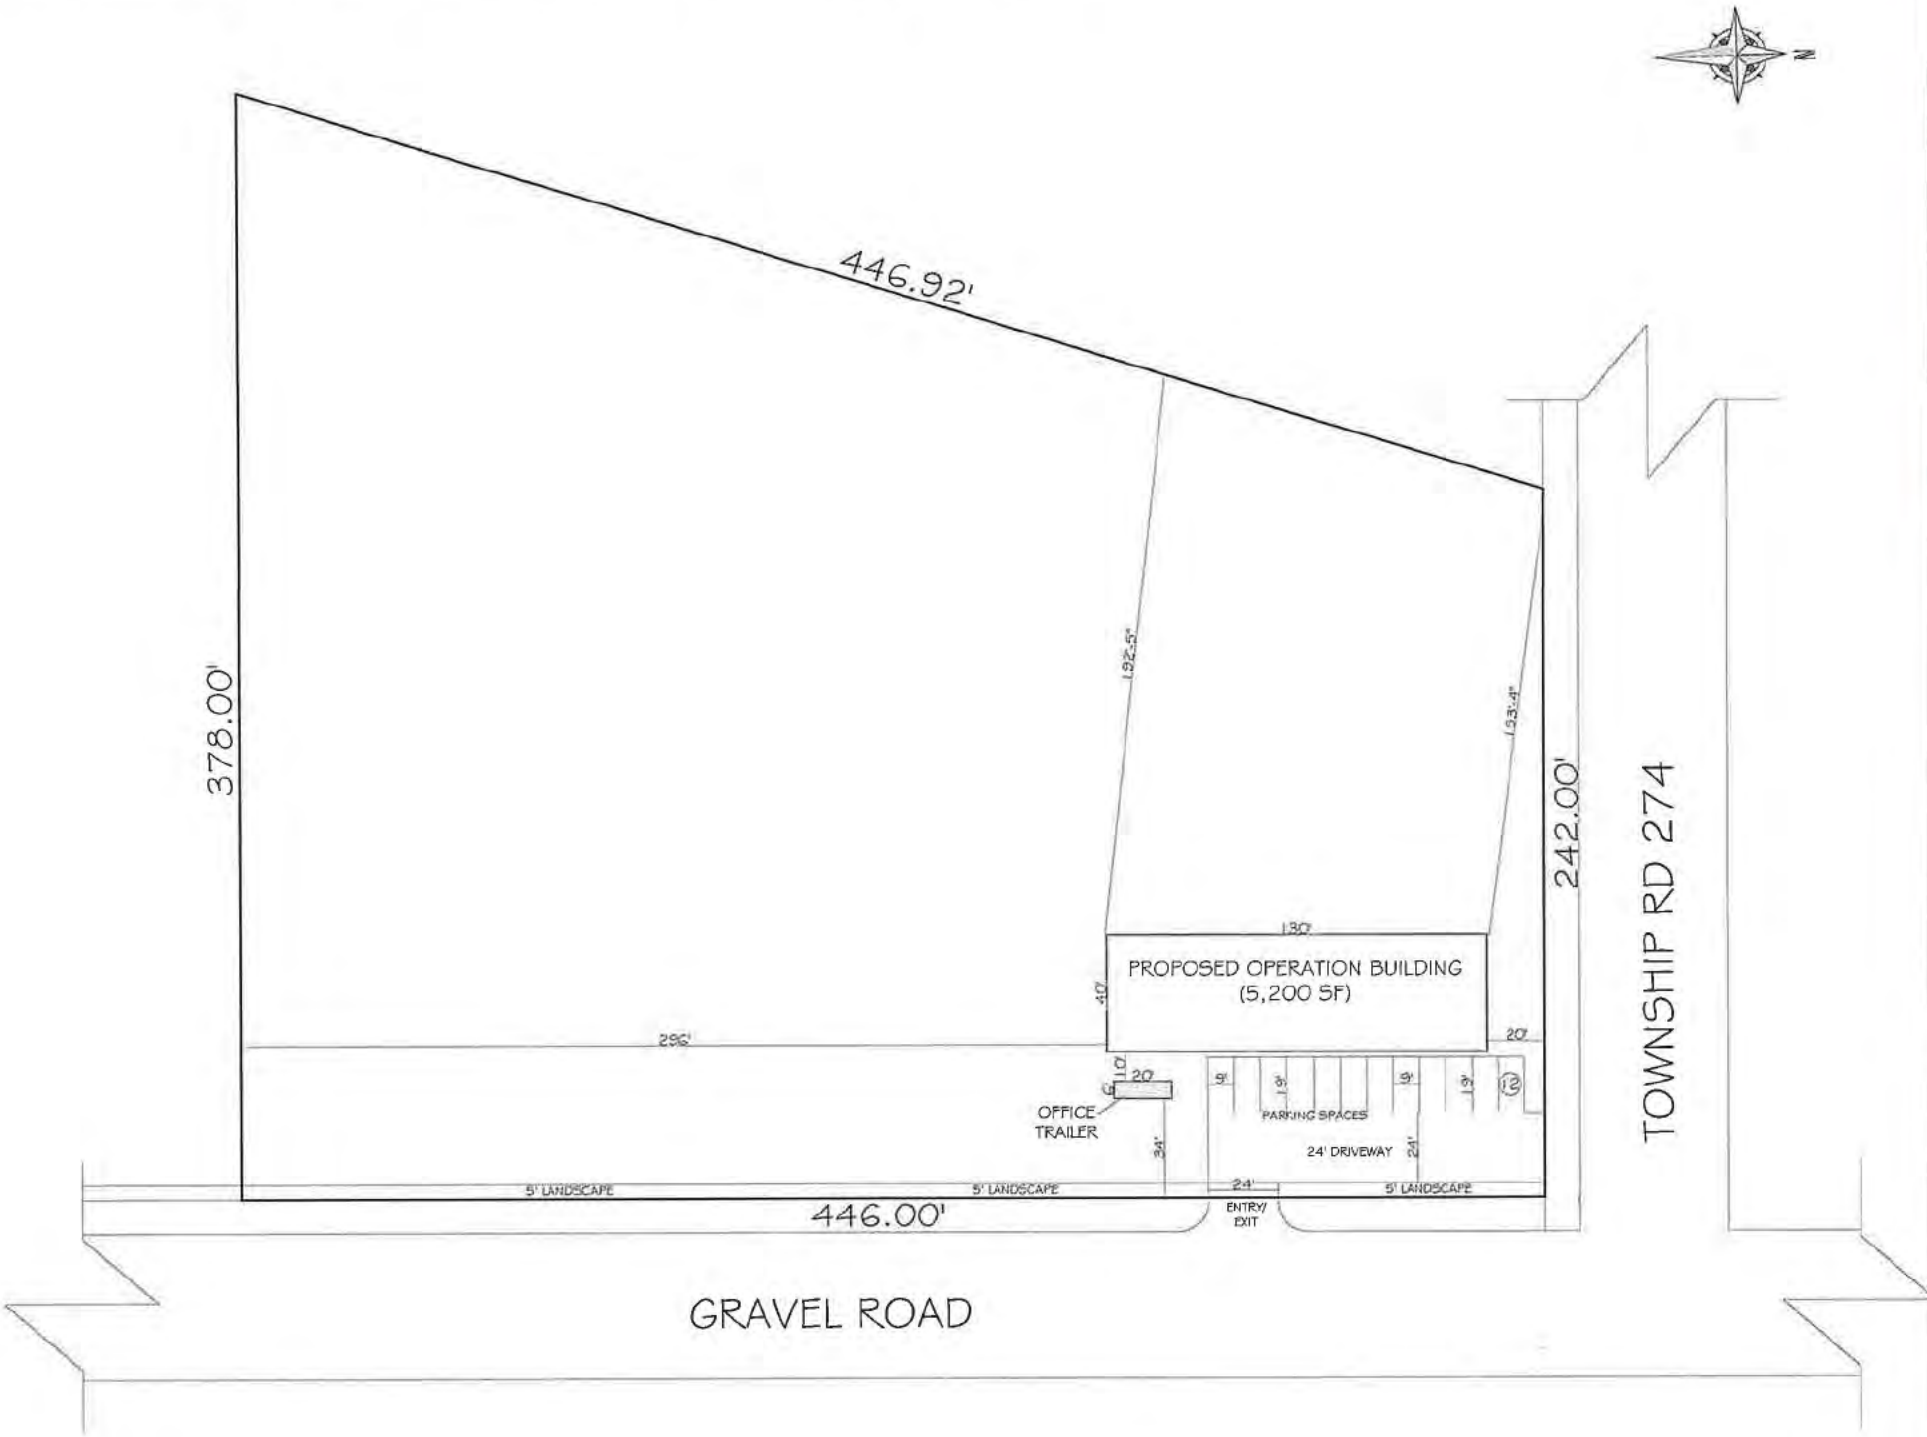 N
446.92'
378.00'
192'-5"
153'-4"
242.00'
TOWNSHIP RD 274
130'
PROPOSED OPERATION BUILDING
(5,200 SF)
40'
296'
20'
10'
20'
6'
OFFICE
TRAILER
34'
9'
19'
9'
19'
12
PARKING SPACES
24' DRIVEWAY
24'
5' LANDSCAPE
5' LANDSCAPE
24'
5' LANDSCAPE
446.00'
ENTRY/
EXIT
GRAVEL ROAD